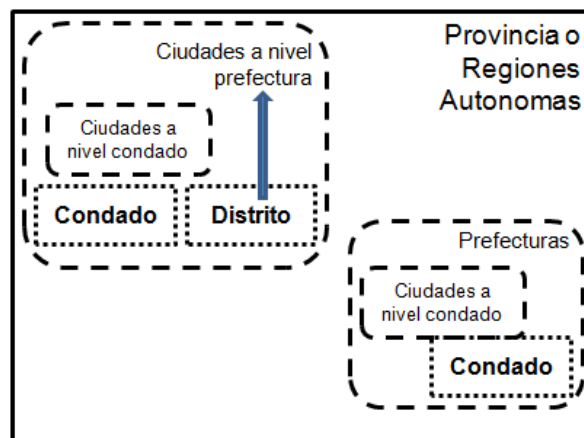 Ciudades a nivel
prefectura
Provincia o
Regiones
Autonomas
Ciudades a
nivel condado
Condado
Distrito
Prefecturas
Ciudades a
nivel condado
Condado